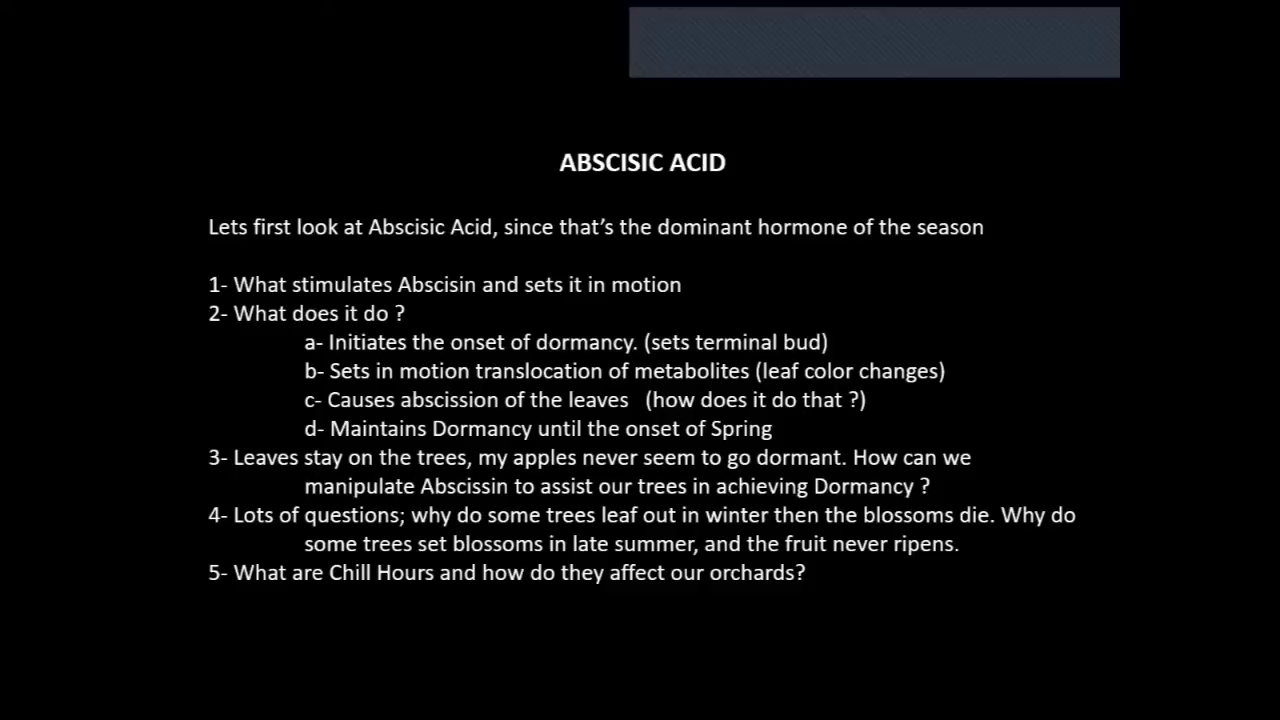 ABSCISIC ACID
Lets first look at Abscisic Acid, since that’s the dominant hormone of the season
1- What stimulates Abscisin and sets it in motion
2- What does it do ?
a- Initiates the onset of dormancy. (sets terminal bud)
b- Sets in motion translocation of metabolites (leaf color changes)
c- Causes abscission of the leaves   (how does it do that ?)
d- Maintains Dormancy until the onset of Spring
3- Leaves stay on the trees, my apples never seem to go dormant. How can we
manipulate Abscissin to assist our trees in achieving Dormancy ?
4- Lots of questions; why do some trees leaf out in winter then the blossoms die. Why do
some trees set blossoms in late summer, and the fruit never ripens.
5- What are Chill Hours and how do they affect our orchards?